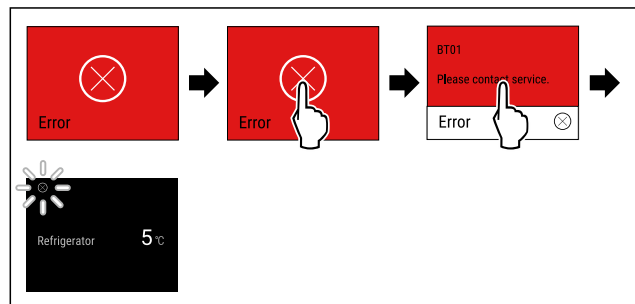 Error
Error
BT01
Please contact service.
Error
Refrigerator 5 °C